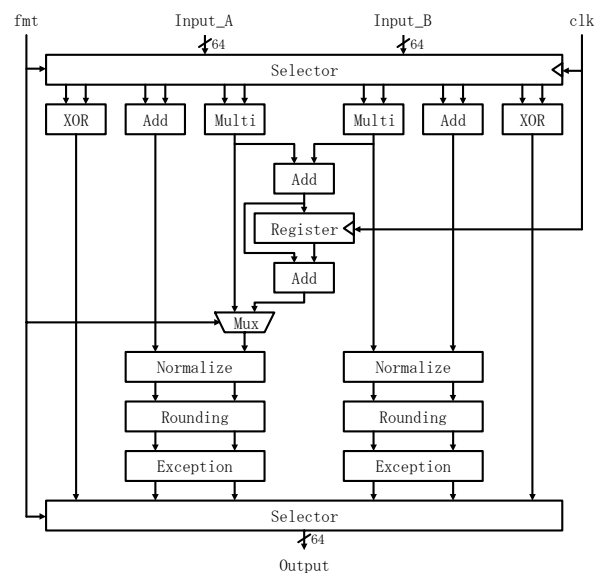 fmt Input_A Input_B clk
64 64
Selector
XOR Add Multi Multi Add XOR
Add
Register
Add
Mux
Normalize Normalize
Rounding Rounding
Exception Exception
Selector
64
Output